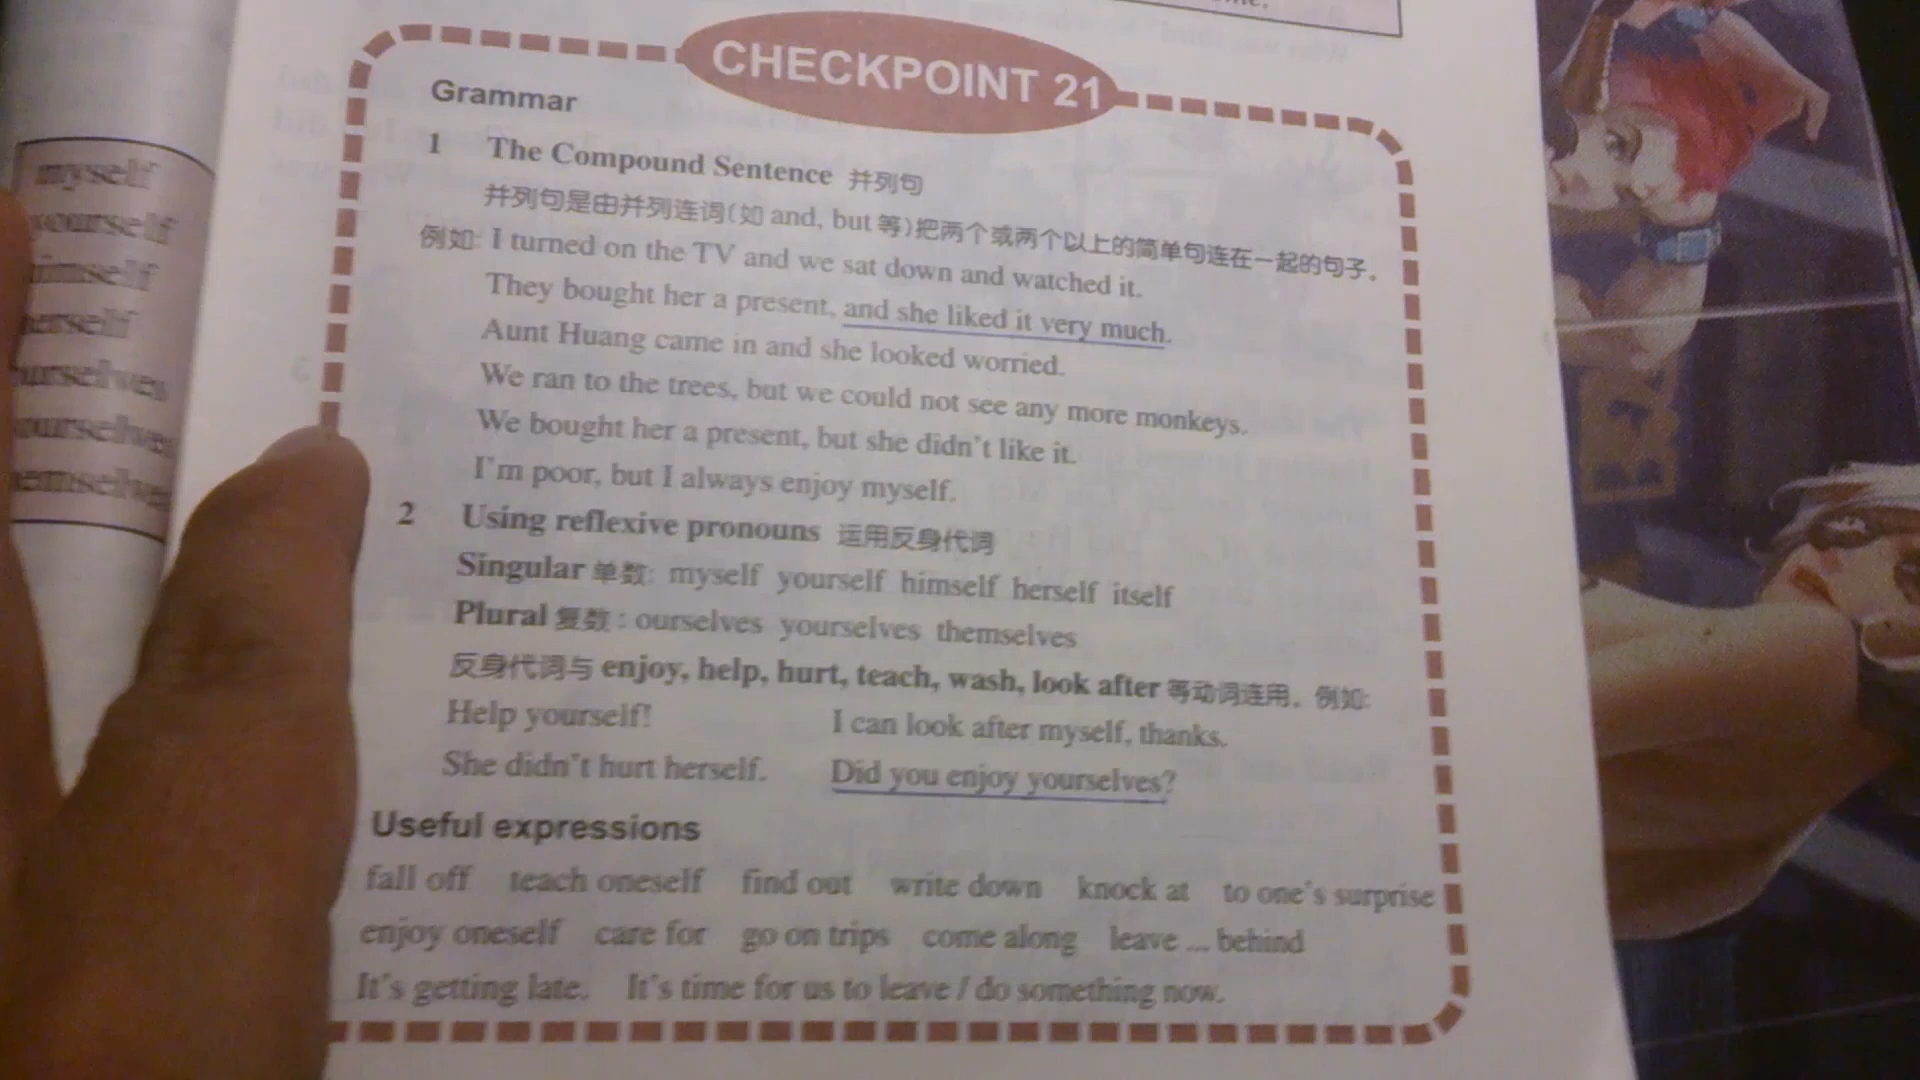 CHECKPOINT 21
Grammar
1 The Compound Sentence 并列句
并列句是由并列连词(如 and, but 等)把两个或两个以上的简单句连在一起的句子。
例如: I turned on the TV and we sat down and watched it.
They bought her a present, and she liked it very much.
Aunt Huang came in and she looked worried.
We ran to the trees, but we could not see any more monkeys.
We bought her a present, but she didn't like it.
I'm poor, but I always enjoy myself.
2 Using reflexive pronouns 运用反身代词
Singular 单数: myself yourself himself herself itself
Plural 复数: ourselves yourselves themselves
反身代词与 enjoy, help, hurt, teach, wash, look after 等动词连用。例如:
Help yourself! I can look after myself, thanks.
She didn't hurt herself. Did you enjoy yourselves?
Useful expressions
fall off teach oneself find out write down knock at to one's surprise
enjoy oneself care for go on trips come along leave ... behind
It's getting late. It's time for us to leave / do something now.
myself